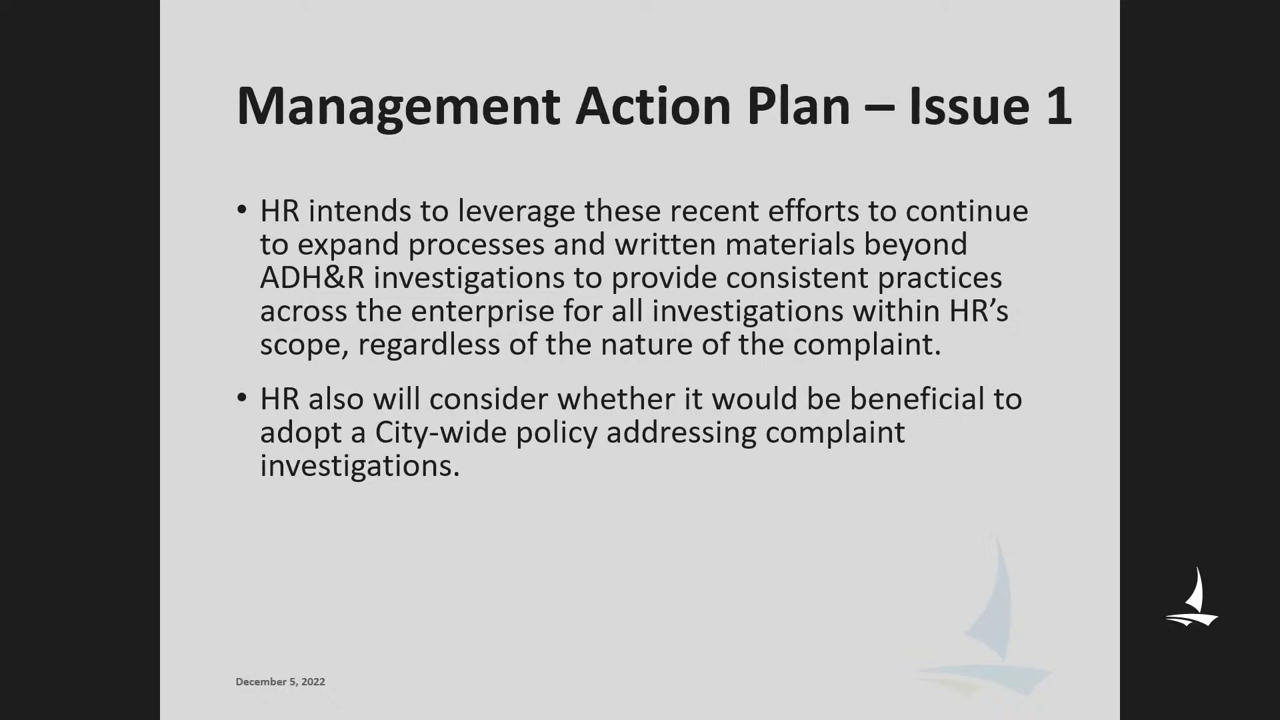 Management Action Plan – Issue 1
• HR intends to leverage these recent efforts to continue
to expand processes and written materials beyond
ADH&R investigations to provide consistent practices
across the enterprise for all investigations within HR’s
scope, regardless of the nature of the complaint.
• HR also will consider whether it would be beneficial to
adopt a City-wide policy addressing complaint
investigations.
December 5, 2022